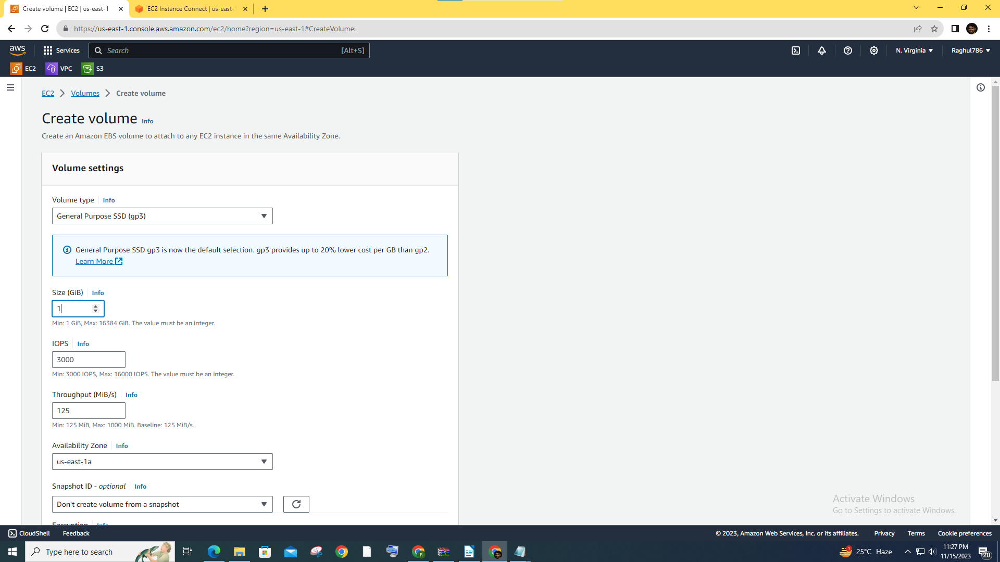 Create volume | EC2 | us-east-1
EC2 Instance Connect | us-east-
https://us-east-1.console.aws.amazon.com/ec2/home?region=us-east-1#CreateVolume:
aws
Services
Search
[Alt+S]
N. Virginia
Raghul786
EC2
VPC
S3
EC2
Volumes
Create volume
Create volume Info
Create an Amazon EBS volume to attach to any EC2 instance in the same Availability Zone.
Volume settings
Volume type Info
General Purpose SSD (gp3)
General Purpose SSD gp3 is now the default selection. gp3 provides up to 20% lower cost per GB than gp2.
Learn More
Size (GiB) Info
1
Min: 1 GiB, Max: 16384 GiB. The value must be an integer.
IOPS Info
3000
Min: 3000 IOPS, Max: 16000 IOPS. The value must be an integer.
Throughput (MiB/s) Info
125
Min: 125 MiB, Max: 1000 MiB. Baseline: 125 MiB/s.
Availability Zone Info
us-east-1a
Snapshot ID - optional Info
Don't create volume from a snapshot
Encryption Info
Activate Windows
Go to Settings to activate Windows.
CloudShell
Feedback
© 2023, Amazon Web Services, Inc. or its affiliates.
Privacy
Terms
Cookie preferences
Type here to search
R
1
25°C Haze
11:27 PM
11/15/2023
20